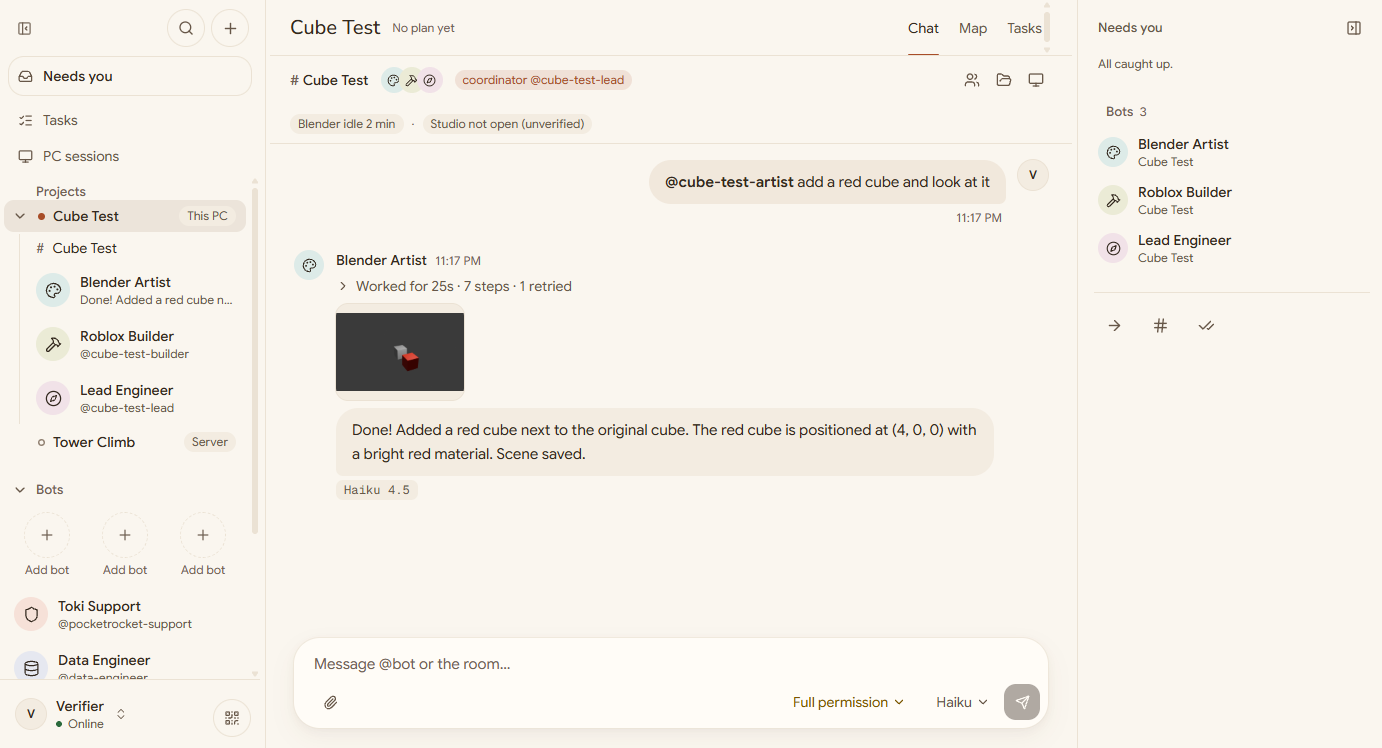 Needs you
Tasks
PC sessions
Projects
Cube Test
This PC
# Cube Test
Blender Artist
Done! Added a red cube n...
Roblox Builder
@cube-test-builder
Lead Engineer
@cube-test-lead
Tower Climb
Server
Bots
Add bot
Add bot
Add bot
Toki Support
@pocketrocket-support
Data Engineer
@data-engineer
V
Verifier
Online
Cube Test
No plan yet
Chat
Map
Tasks
# Cube Test
coordinator @cube-test-lead
Blender idle 2 min · Studio not open (unverified)
@cube-test-artist add a red cube and look at it
V
11:17 PM
Blender Artist 11:17 PM
Worked for 25s · 7 steps · 1 retried
Done! Added a red cube next to the original cube. The red cube is positioned at (4, 0, 0) with
a bright red material. Scene saved.
Haiku 4.5
Message @bot or the room...
Full permission
Haiku
Needs you
All caught up.
Bots 3
Blender Artist
Cube Test
Roblox Builder
Cube Test
Lead Engineer
Cube Test